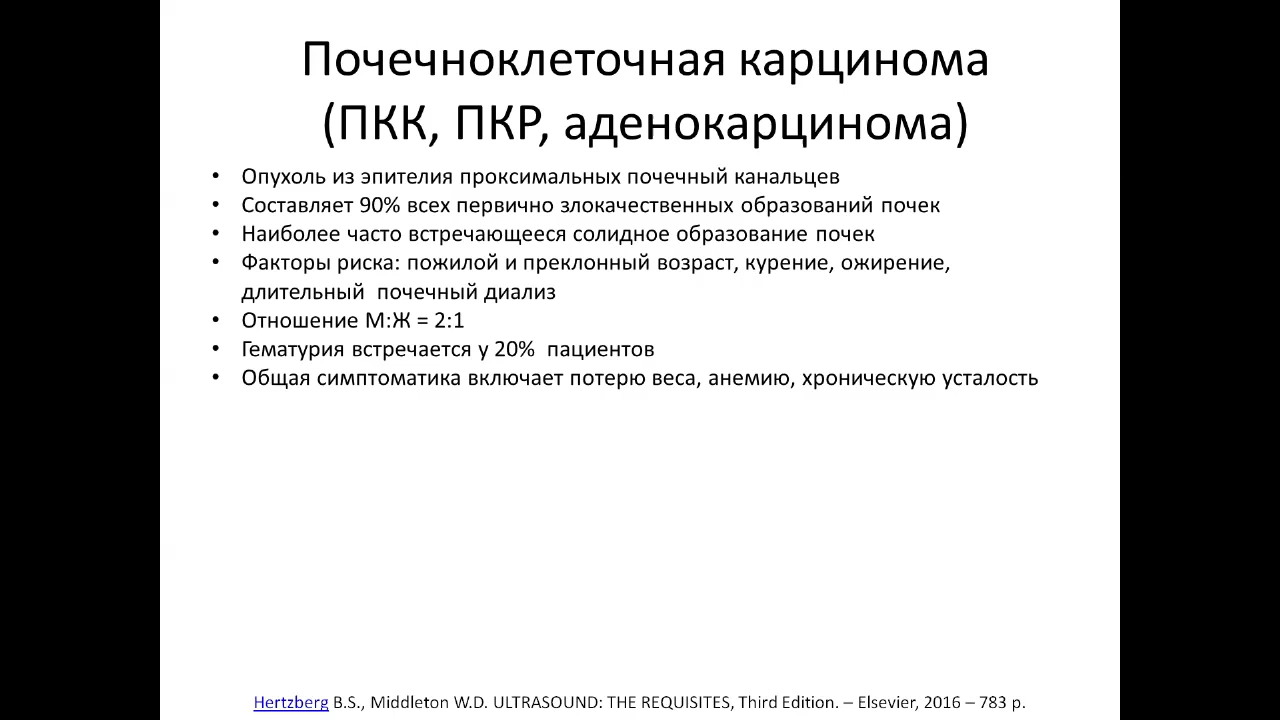 Почечноклеточная карцинома
(ПКК, ПКР, аденокарцинома)
• Опухоль из эпителия проксимальных почечный канальцев
• Составляет 90% всех первично злокачественных образований почек
• Наиболее часто встречающееся солидное образование почек
• Факторы риска: пожилой и преклонный возраст, курение, ожирение,
длительный почечный диализ
• Отношение М:Ж = 2:1
• Гематурия встречается у 20% пациентов
• Общая симптоматика включает потерю веса, анемию, хроническую усталость
Hertzberg B.S., Middleton W.D. ULTRASOUND: THE REQUISITES, Third Edition. – Elsevier, 2016 – 783 p.